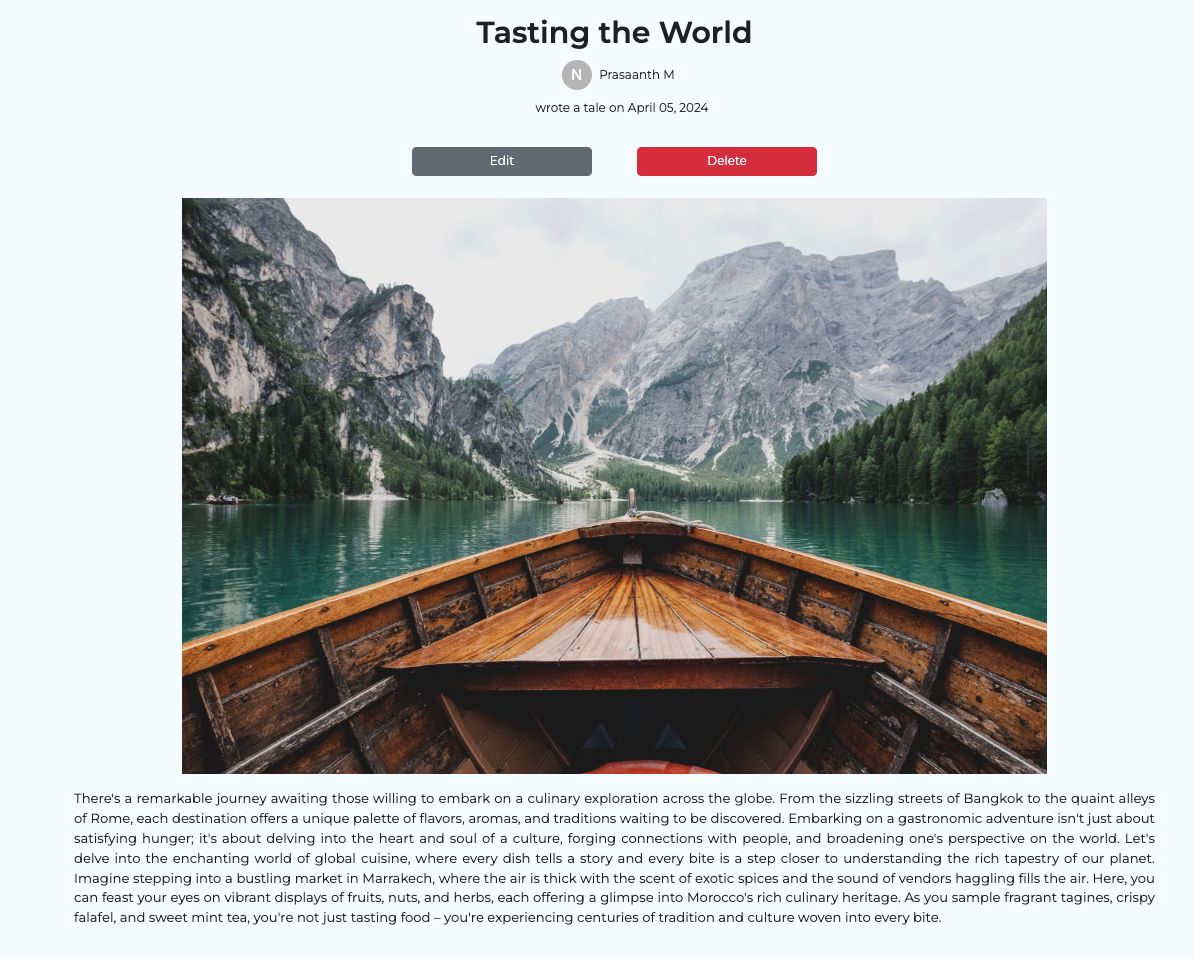 Tasting the World
N Prasaanth M
wrote a tale on April 05, 2024
Edit Delete
There's a remarkable journey awaiting those willing to embark on a culinary exploration across the globe. From the sizzling streets of Bangkok to the quaint alleys
of Rome, each destination offers a unique palette of flavors, aromas, and traditions waiting to be discovered. Embarking on a gastronomic adventure isn't just about
satisfying hunger; it's about delving into the heart and soul of a culture, forging connections with people, and broadening one's perspective on the world. Let's
delve into the enchanting world of global cuisine, where every dish tells a story and every bite is a step closer to understanding the rich tapestry of our planet.
Imagine stepping into a bustling market in Marrakech, where the air is thick with the scent of exotic spices and the sound of vendors haggling fills the air. Here, you
can feast your eyes on vibrant displays of fruits, nuts, and herbs, each offering a glimpse into Morocco's rich culinary heritage. As you sample fragrant tagines, crispy
falafel, and sweet mint tea, you're not just tasting food – you're experiencing centuries of tradition and culture woven into every bite.